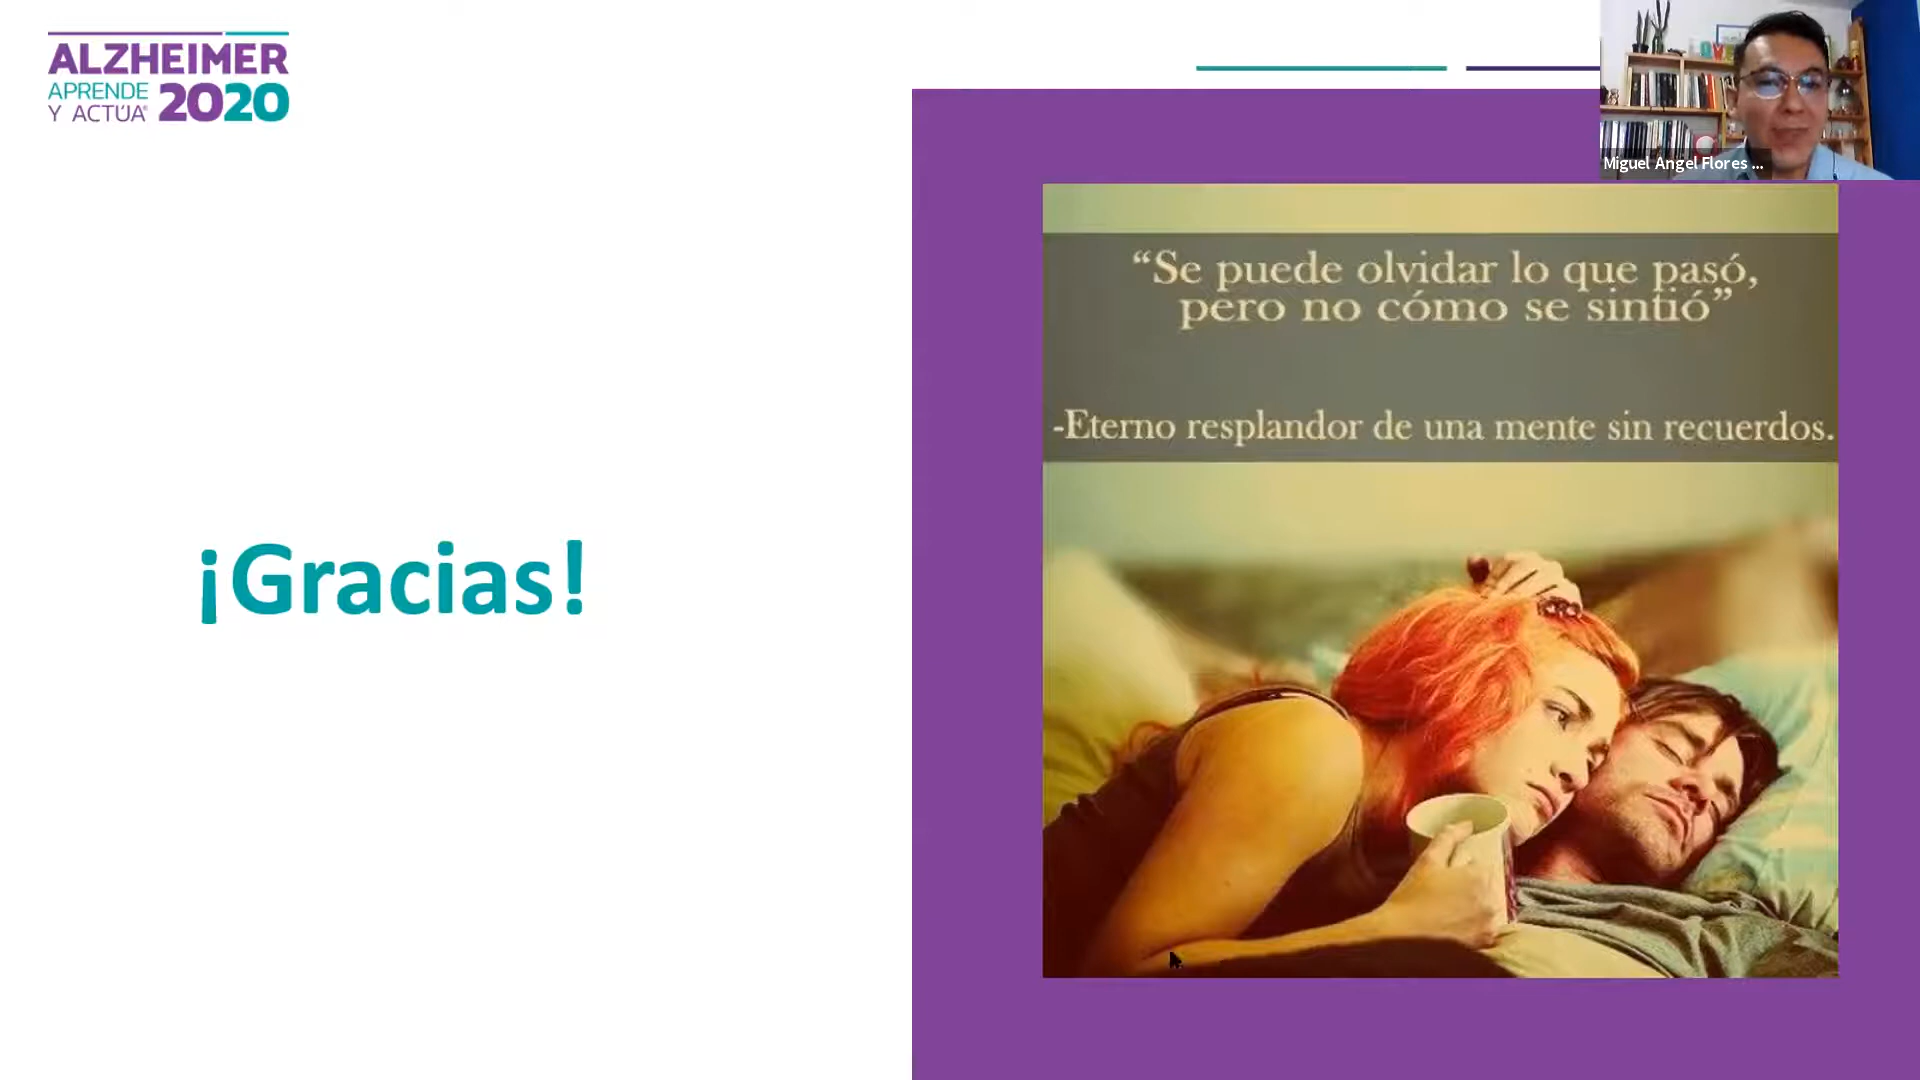 ALZHEIMER
APRENDE
Y ACTÚA® 2020
Miguel Angel Flores ...
“Se puede olvidar lo que pasó,
pero no cómo se sintió”
-Eterno resplandor de una mente sin recuerdos.
¡Gracias!